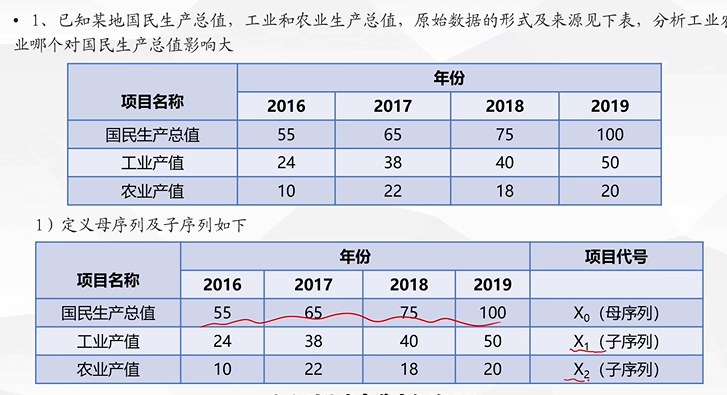 • 1、已知某地国民生产总值，工业和农业生产总值，原始数据的形式及来源见下表，分析工业农
业哪个对国民生产总值影响大
项目名称 年份
2016 2017 2018 2019
国民生产总值 55 65 75 100
工业产值 24 38 40 50
农业产值 10 22 18 20
1）定义母序列及子序列如下
项目名称 年份 项目代号
2016 2017 2018 2019
国民生产总值 55 65 75 100 X₀（母序列）
工业产值 24 38 40 50 X₁（子序列）
农业产值 10 22 18 20 X₂（子序列）